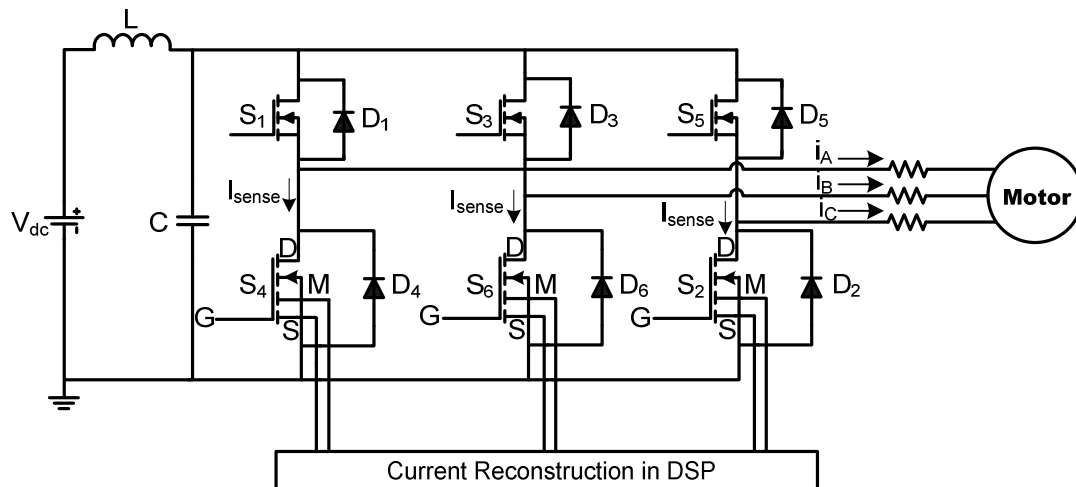 L
S1
D1
S3
D3
S5
D5
iA
iB
iC
Motor
Isense
Isense
Isense
Vdc
+
-
C
D
S4
M
D4
G
S
D
S6
M
D6
G
S
D
S2
M
D2
G
S
Current Reconstruction in DSP